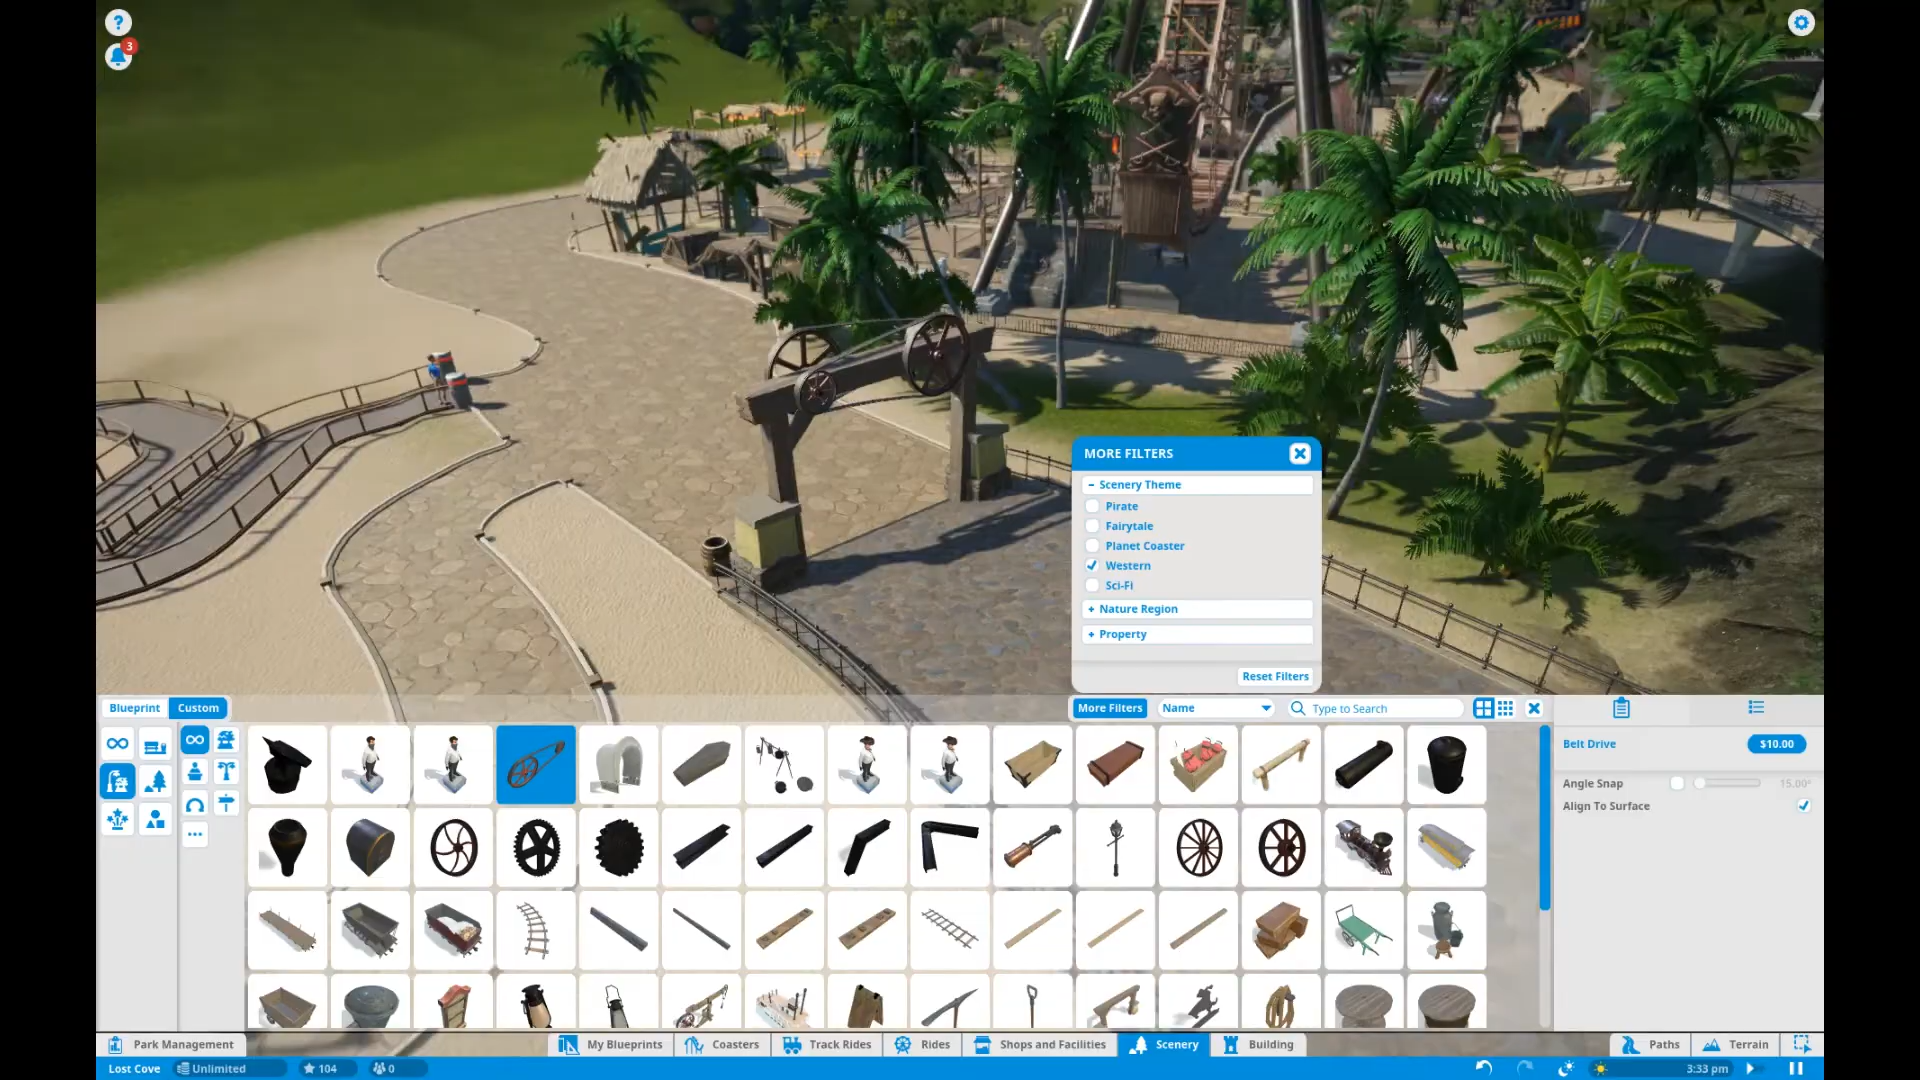 ?
3
MORE FILTERS
- Scenery Theme
Pirate
Fairytale
Planet Coaster
Western
Sci-Fi
+ Nature Region
+ Property
Reset Filters
Blueprint
Custom
More Filters
Name
Type to Search
Belt Drive
$10.00
Angle Snap
15.00°
Align To Surface
Park Management
My Blueprints
Coasters
Track Rides
Rides
Shops and Facilities
Scenery
Building
Paths
Terrain
Lost Cove
Unlimited
104
0
3:33 pm